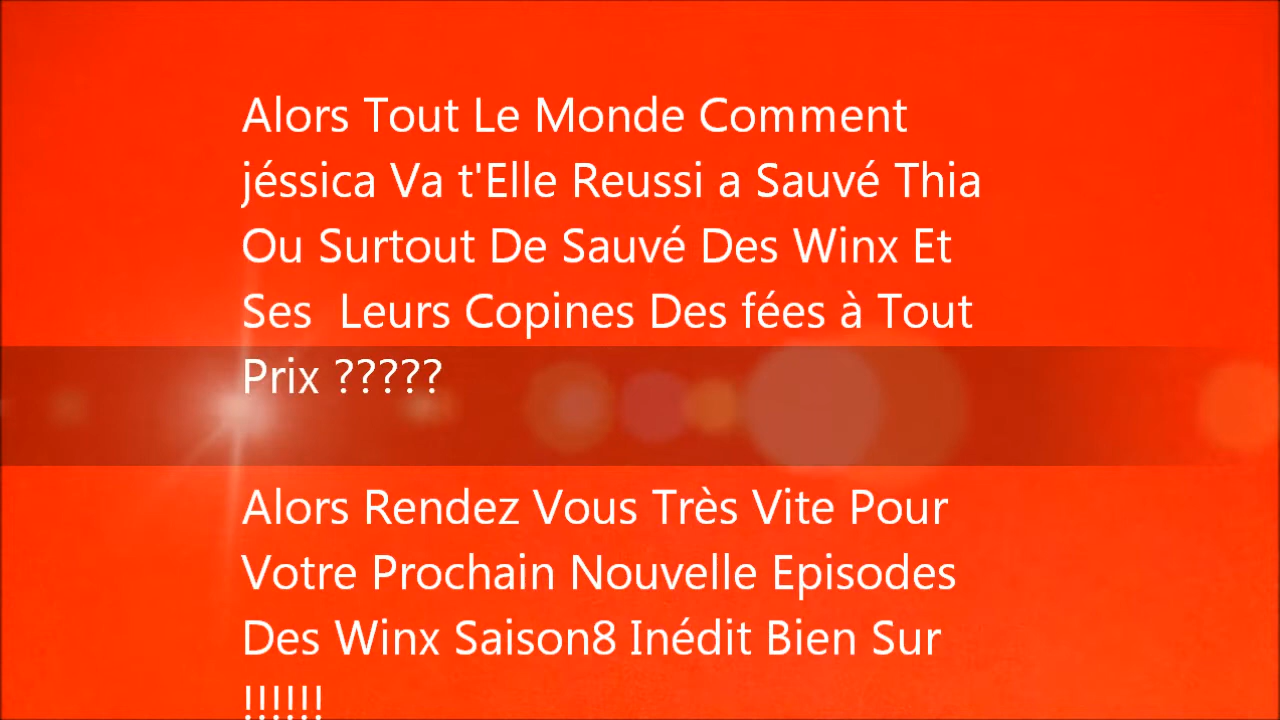 Alors Tout Le Monde Comment
jéssica Va t'Elle Reussi a Sauvé Thia
Ou Surtout De Sauvé Des Winx Et
Ses  Leurs Copines Des fées à Tout
Prix ?????
Alors Rendez Vous Très Vite Pour
Votre Prochain Nouvelle Episodes
Des Winx Saison8 Inédit Bien Sur
!!!!!!